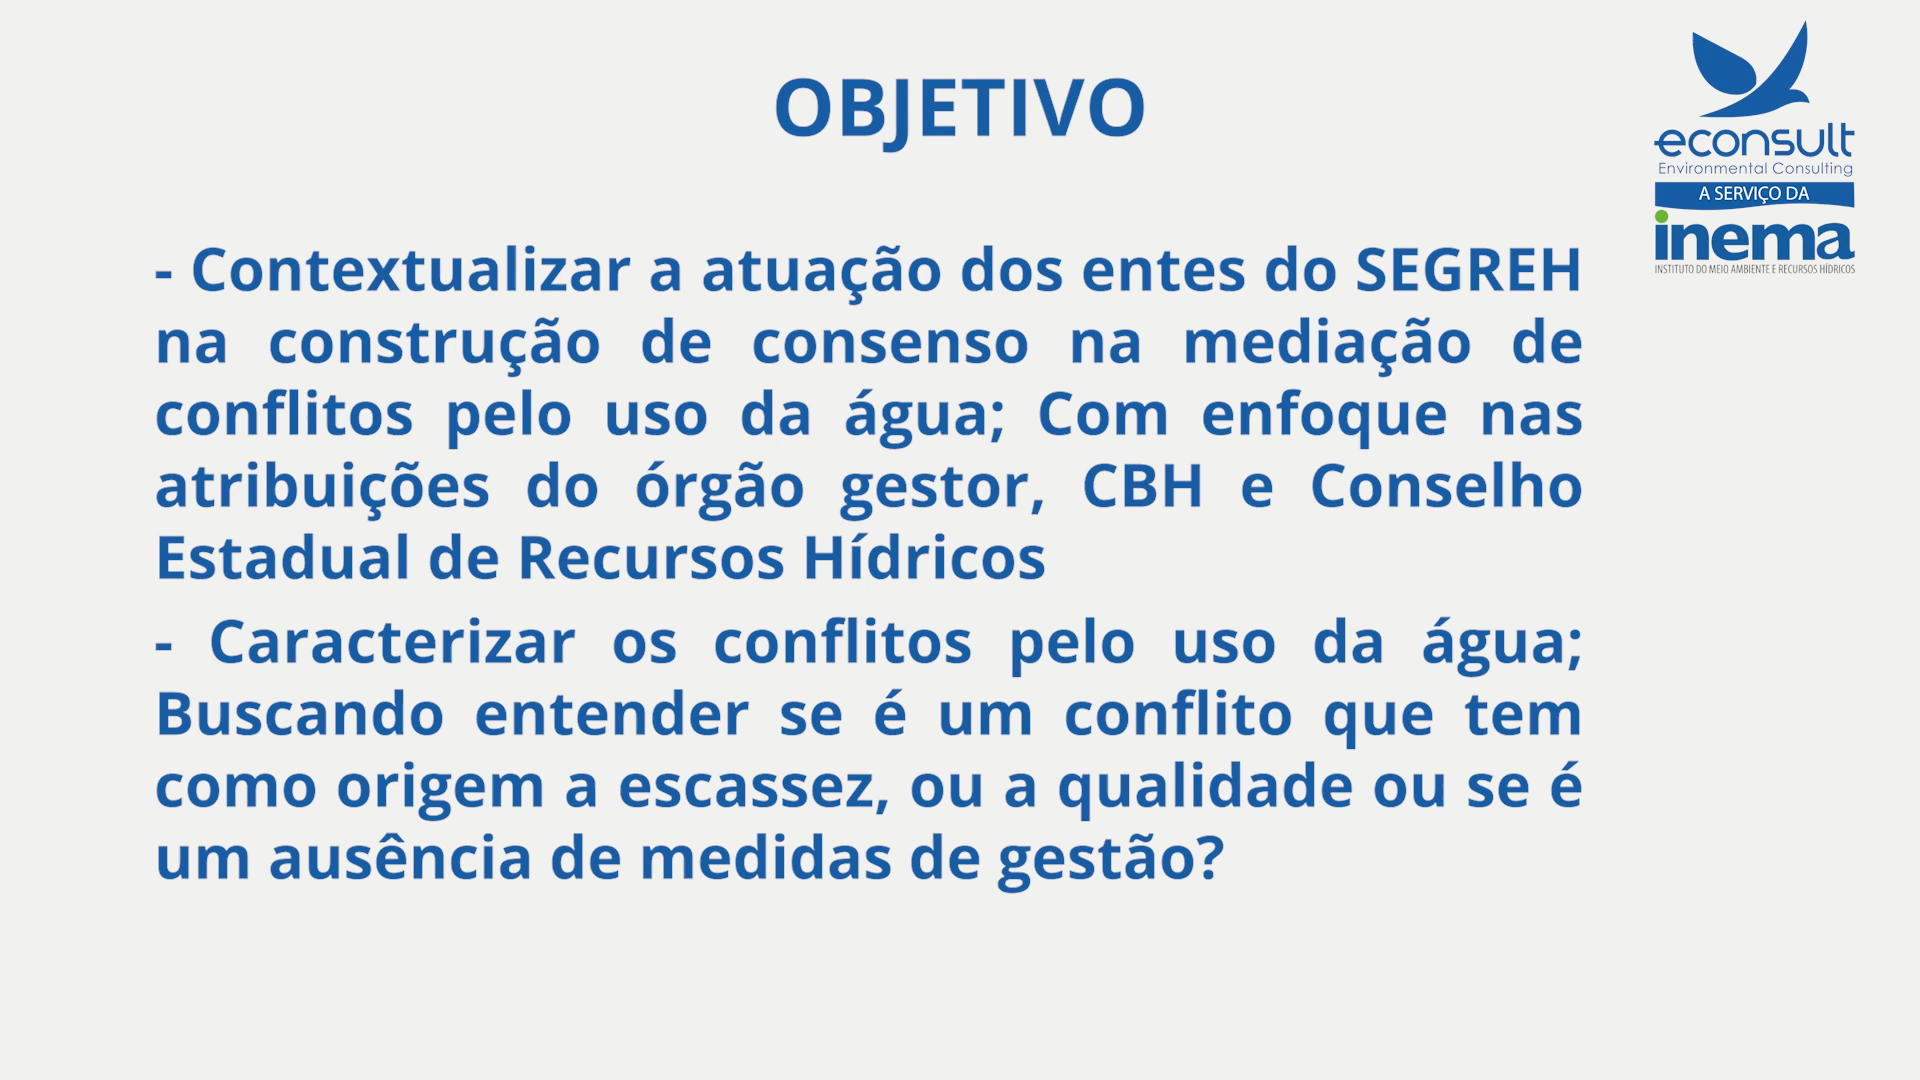 OBJETIVO
econsult
Environmental Consulting
A SERVIÇO DA
inema
INSTITUTO DO MEIO AMBIENTE E RECURSOS HÍDRICOS
- Contextualizar a atuação dos entes do SEGREH
na construção de consenso na mediação de
conflitos pelo uso da água; Com enfoque nas
atribuições do órgão gestor, CBH e Conselho
Estadual de Recursos Hídricos
- Caracterizar os conflitos pelo uso da água;
Buscando entender se é um conflito que tem
como origem a escassez, ou a qualidade ou se é
um ausência de medidas de gestão?